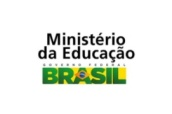 Ministério
da Educação
GOVERNO FEDERAL
BRASIL